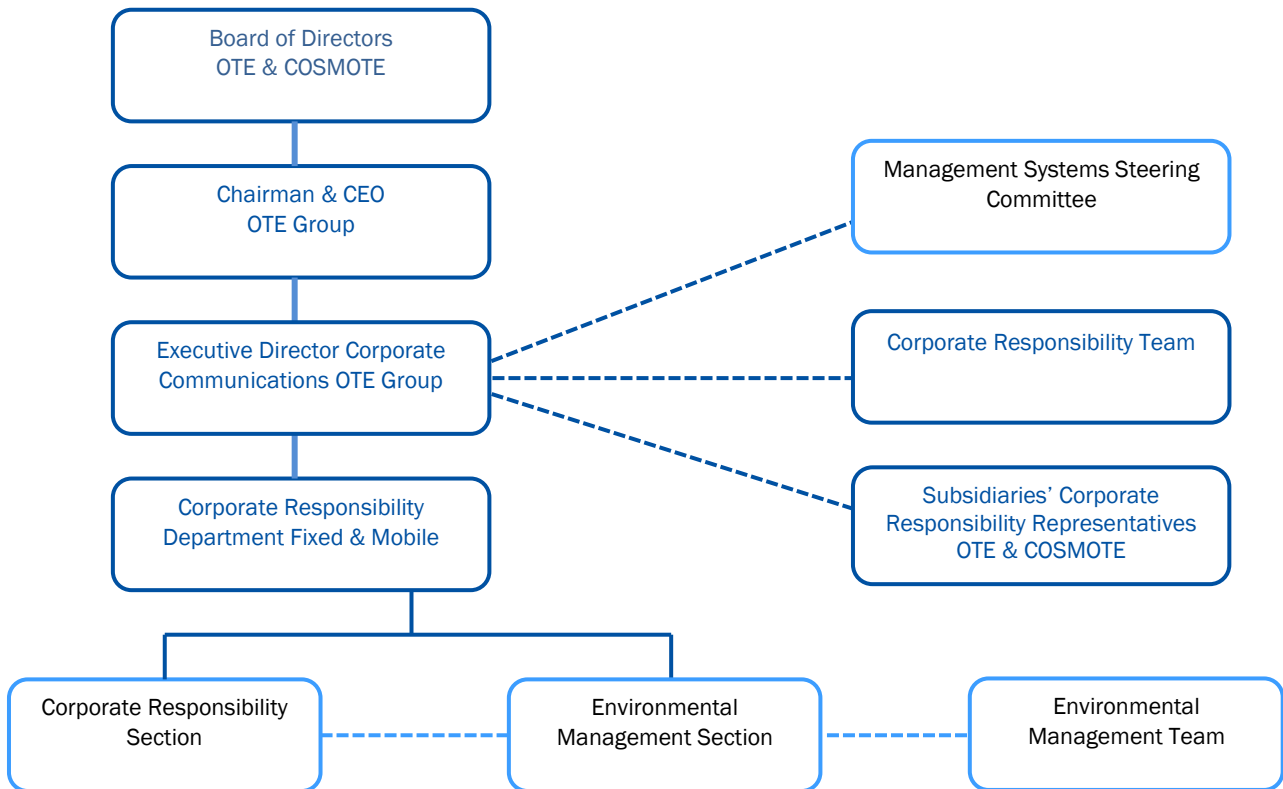 Board of Directors
OTE & COSMOTE
Chairman & CEO
OTE Group
Management Systems Steering
Committee
Executive Director Corporate
Communications OTE Group
Corporate Responsibility Team
Corporate Responsibility
Department Fixed & Mobile
Subsidiaries’ Corporate
Responsibility Representatives
OTE & COSMOTE
Corporate Responsibility
Section
Environmental
Management Section
Environmental
Management Team